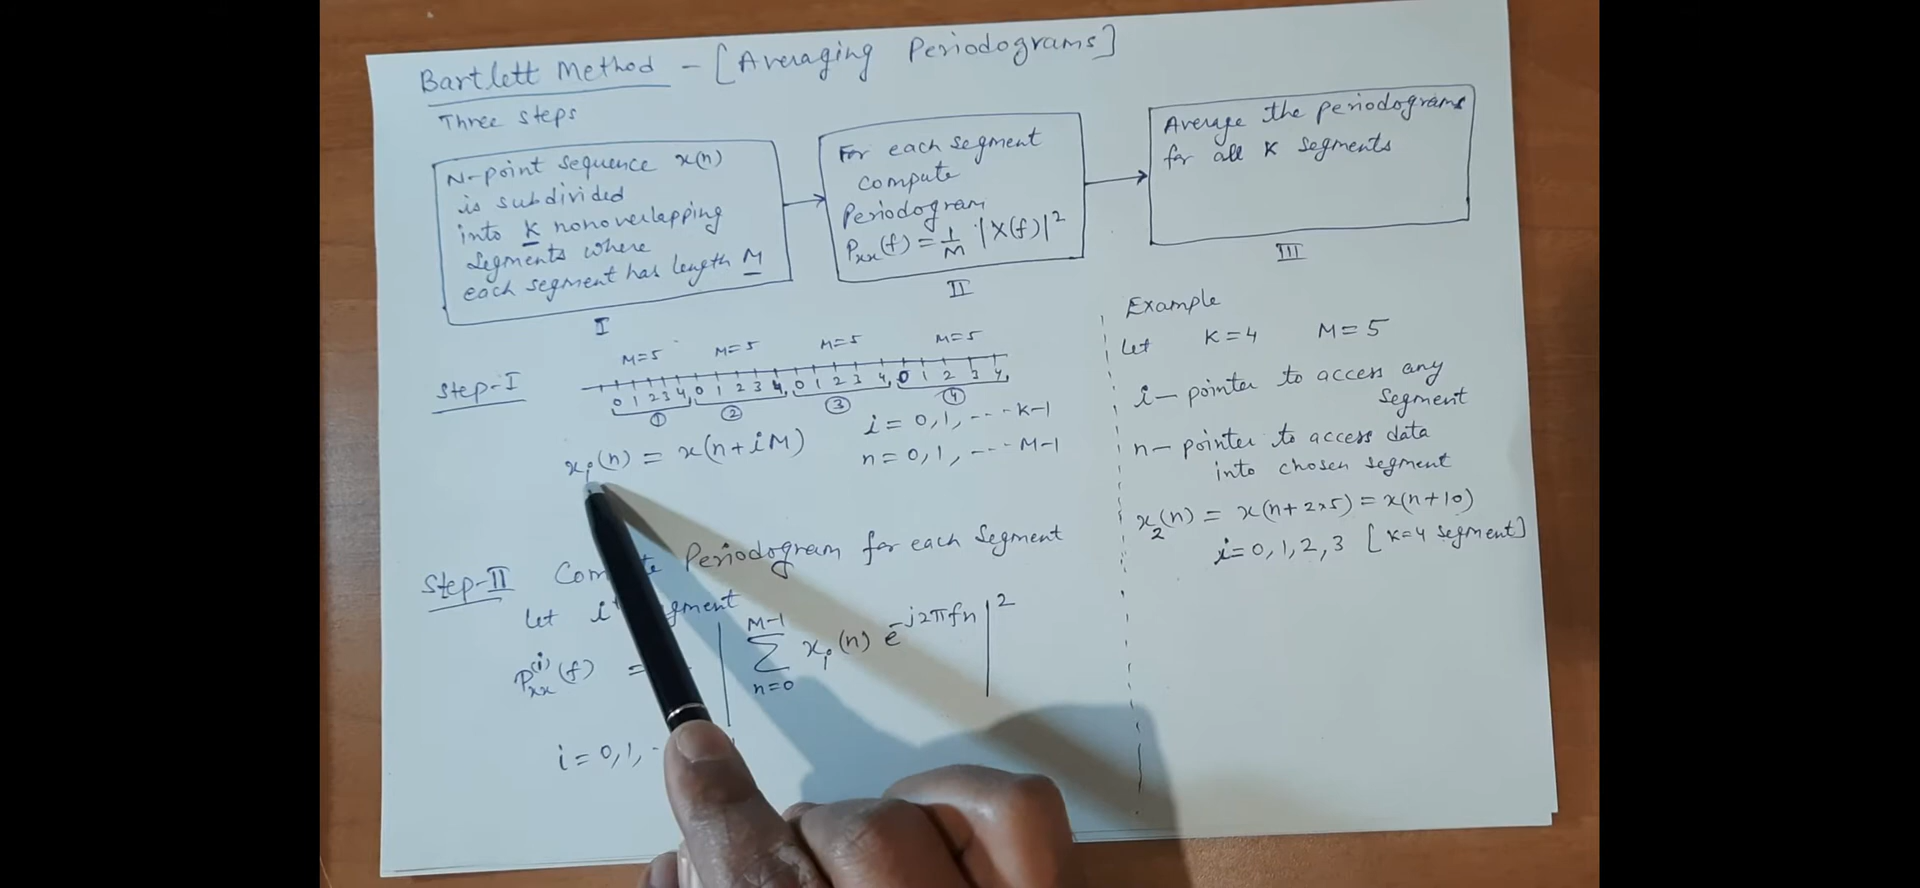 Bartlett Method - [Averaging Periodograms]
Three steps
N-point sequence x(n)
is subdivided
into K nonoverlapping
segments where
each segment has length M
I
For each segment
compute
Periodogram
Pxx(f) = 1/M |X(f)|²
II
Average the periodograms
for all K segments
III
Step-I
M=5 M=5 M=5 M=5
0 1 2 3 4 0 1 2 3 4 0 1 2 3 4 0 1 2 3 4
① ② ③ ④
xᵢ(n) = x(n+iM)
i = 0,1, ---- K-1
n = 0,1, --- M-1
Step-II Periodogram for each Segment
Let
Pxx⁽ⁱ⁾(f) = | Σ n=0 M-1 xᵢ(n) e^-j2πfn |²
i = 0,1, -
Example
Let K=4 M=5
i - pointer to access any
segment
n - pointer to access data
into chosen segment
x₂(n) = x(n+2×5) = x(n+10)
i=0,1,2,3 [K=4 segment]